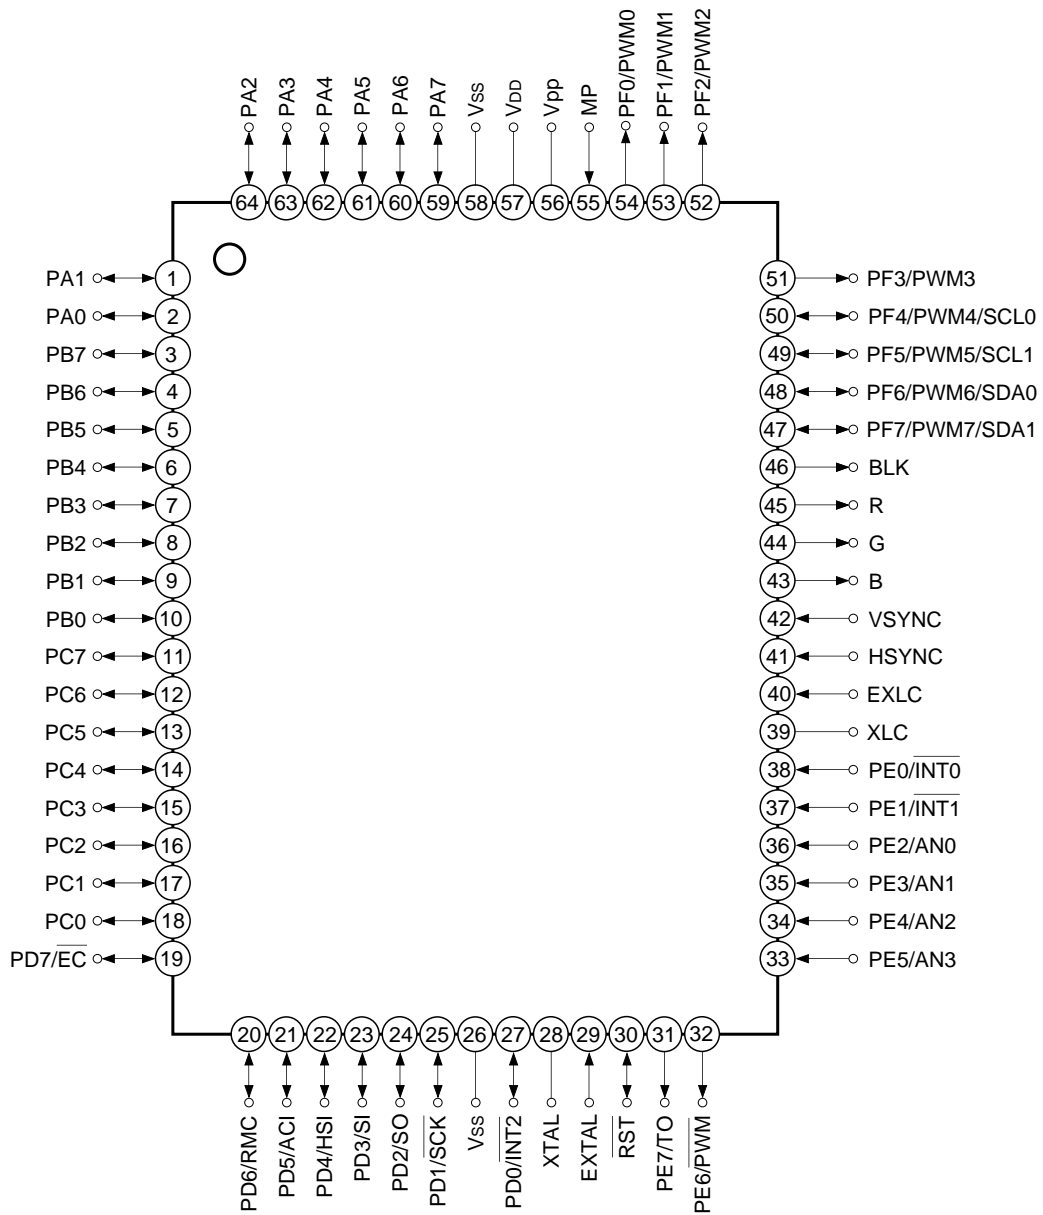 PA2
PA3
PA4
PA5
PA6
PA7
Vss
VDD
Vpp
MP
PF0/PWM0
PF1/PWM1
PF2/PWM2
64
63
62
61
60
59
58
57
56
55
54
53
52
PA1 1
PA0 2
PB7 3
PB6 4
PB5 5
PB4 6
PB3 7
PB2 8
PB1 9
PB0 10
PC7 11
PC6 12
PC5 13
PC4 14
PC3 15
PC2 16
PC1 17
PC0 18
PD7/EC 19
51 PF3/PWM3
50 PF4/PWM4/SCL0
49 PF5/PWM5/SCL1
48 PF6/PWM6/SDA0
47 PF7/PWM7/SDA1
46 BLK
45 R
44 G
43 B
42 VSYNC
41 HSYNC
40 EXLC
39 XLC
38 PE0/INT0
37 PE1/INT1
36 PE2/AN0
35 PE3/AN1
34 PE4/AN2
33 PE5/AN3
20
21
22
23
24
25
26
27
28
29
30
31
32
PD6/RMC
PD5/ACI
PD4/HSI
PD3/SI
PD2/SO
PD1/SCK
Vss
PD0/INT2
XTAL
EXTAL
RST
PE7/TO
PE6/PWM